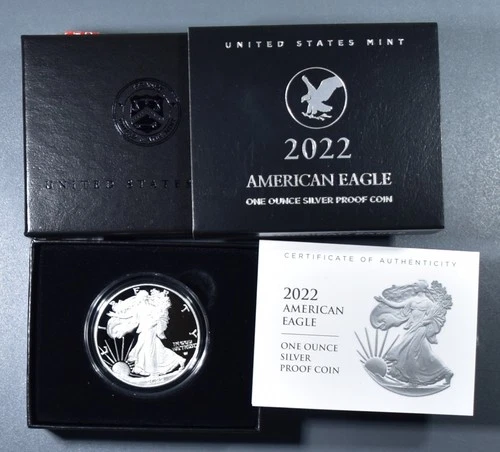 UNITED STATES MINT
2022
AMERICAN EAGLE
ONE OUNCE SILVER PROOF COIN
UNITED STATES
LIBERTY
CERTIFICATE OF AUTHENTICITY
2022
AMERICAN
EAGLE
ONE OUNCE
SILVER
PROOF COIN